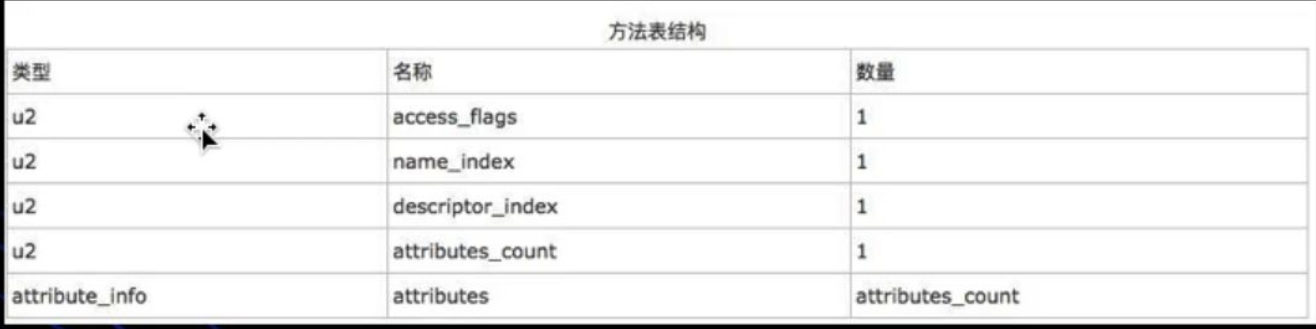 方法表结构
类型 名称 数量
u2 access_flags 1
u2 name_index 1
u2 descriptor_index 1
u2 attributes_count 1
attribute_info attributes attributes_count